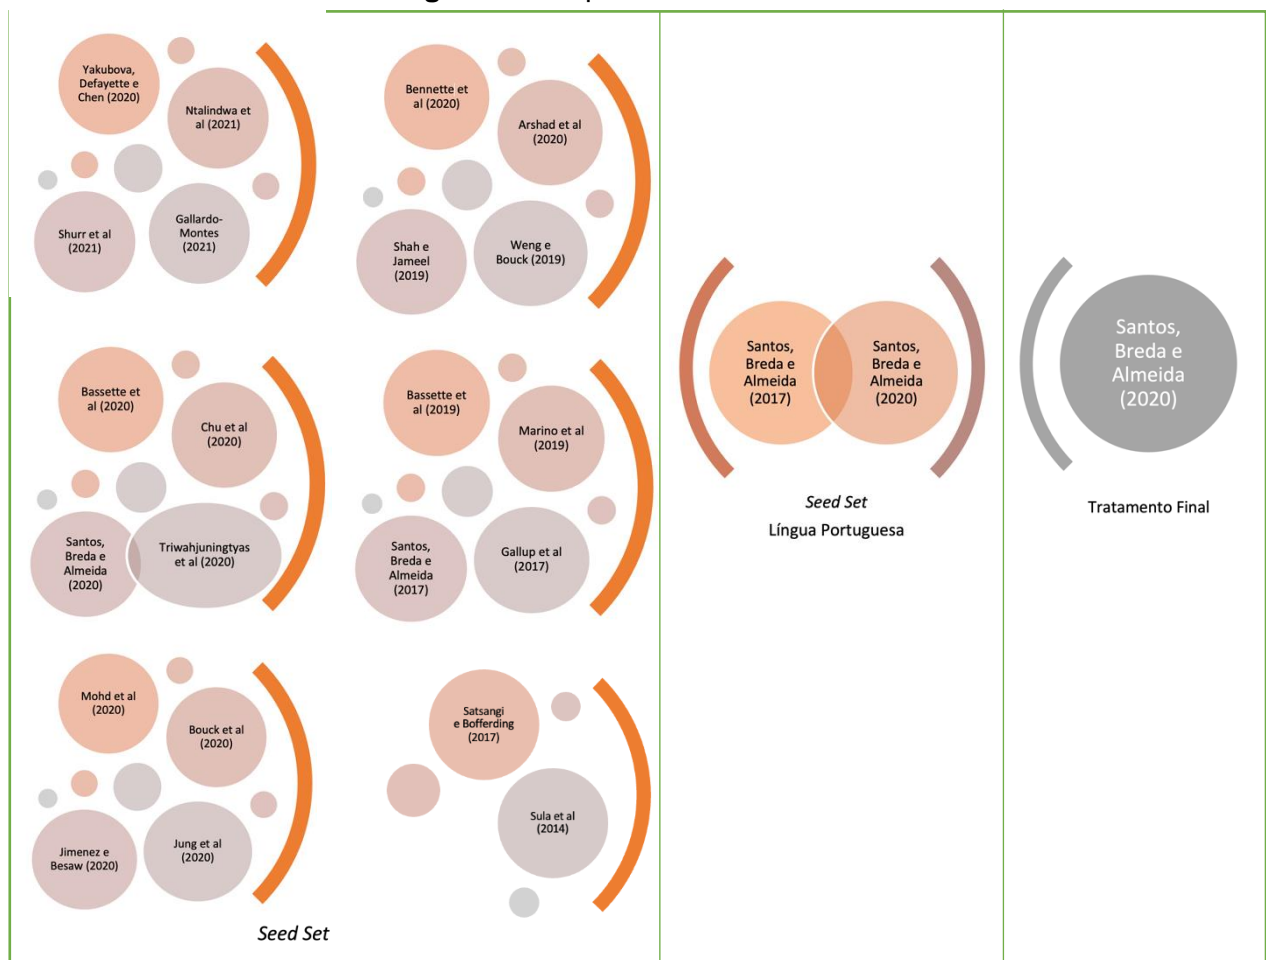 Yakubova,
Defayette e
Chen (2020)
Ntalindwa et
al (2021)
Shurr et al
(2021)
Gallardo-
Montes
(2021)
Bennette et
al (2020)
Arshad et al
(2020)
Shah e
Jameel
(2019)
Weng e
Bouck (2019)
Bassette et
al (2020)
Chu et al
(2020)
Santos,
Breda e
Almeida
(2020)
Triwahjuningtyas
et al (2020)
Bassette et
al (2019)
Marino et al
(2019)
Santos,
Breda e
Almeida
(2017)
Gallup et al
(2017)
Mohd et al
(2020)
Bouck et al
(2020)
Jimenez e
Besaw (2020)
Jung et al
(2020)
Satsangi
e Bofferding
(2017)
Sula et al
(2014)
Seed Set
Santos,
Breda e
Almeida
(2017)
Santos,
Breda e
Almeida
(2020)
Seed Set
Língua Portuguesa
Santos,
Breda e
Almeida
(2020)
Tratamento Final